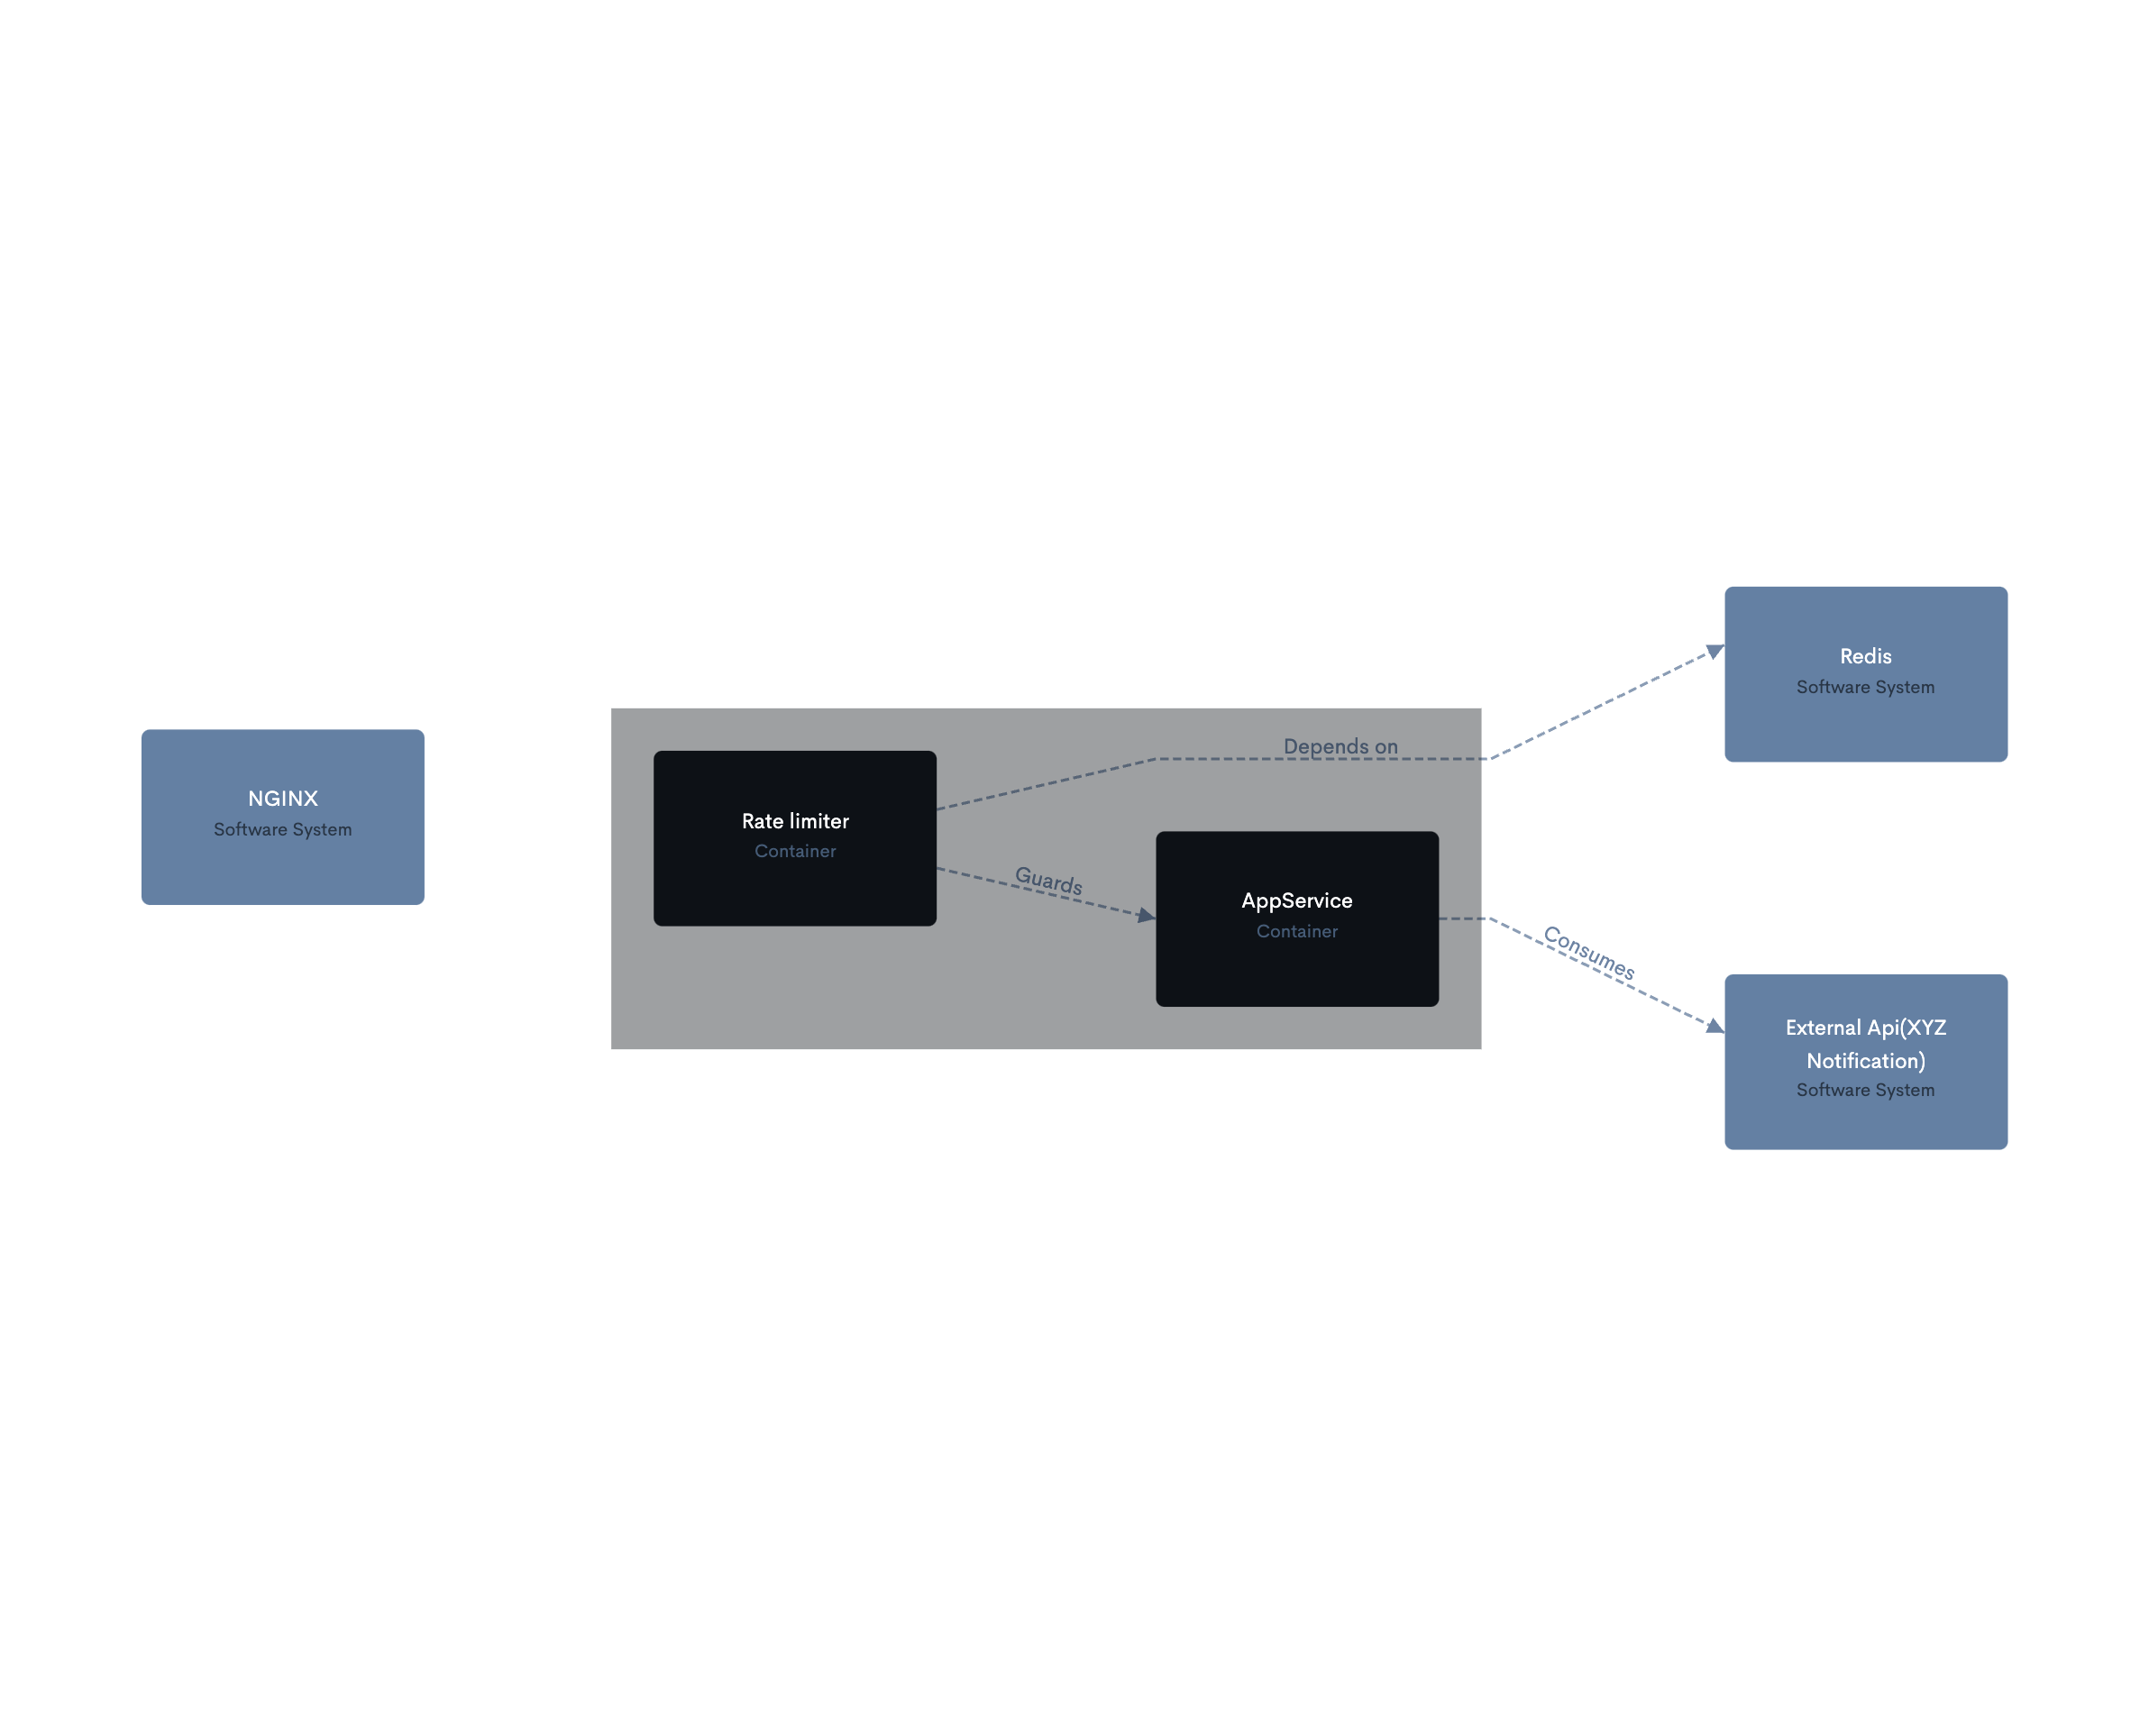 NGINX
Software System
Rate limiter
Container
Depends on
Guards
AppService
Container
Consumes
Redis
Software System
External Api(XYZ
Notification)
Software System